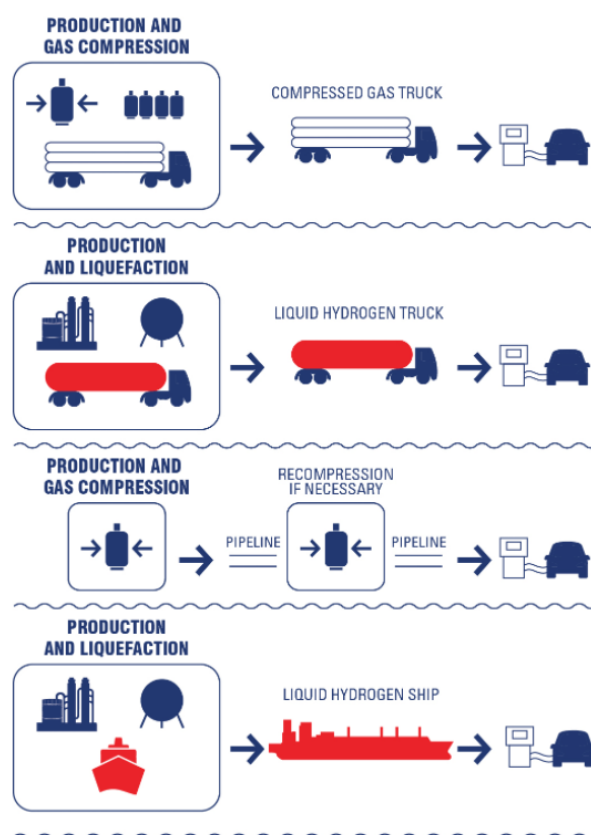 PRODUCTION AND
GAS COMPRESSION
COMPRESSED GAS TRUCK
PRODUCTION
AND LIQUEFACTION
LIQUID HYDROGEN TRUCK
PRODUCTION AND
GAS COMPRESSION
RECOMPRESSION
IF NECESSARY
PIPELINE
PIPELINE
PRODUCTION
AND LIQUEFACTION
LIQUID HYDROGEN SHIP